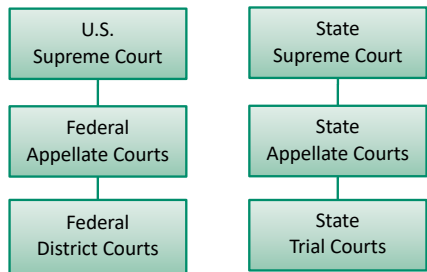 U.S.
Supreme Court
State
Supreme Court
Federal
Appellate Courts
State
Appellate Courts
Federal
District Courts
State
Trial Courts